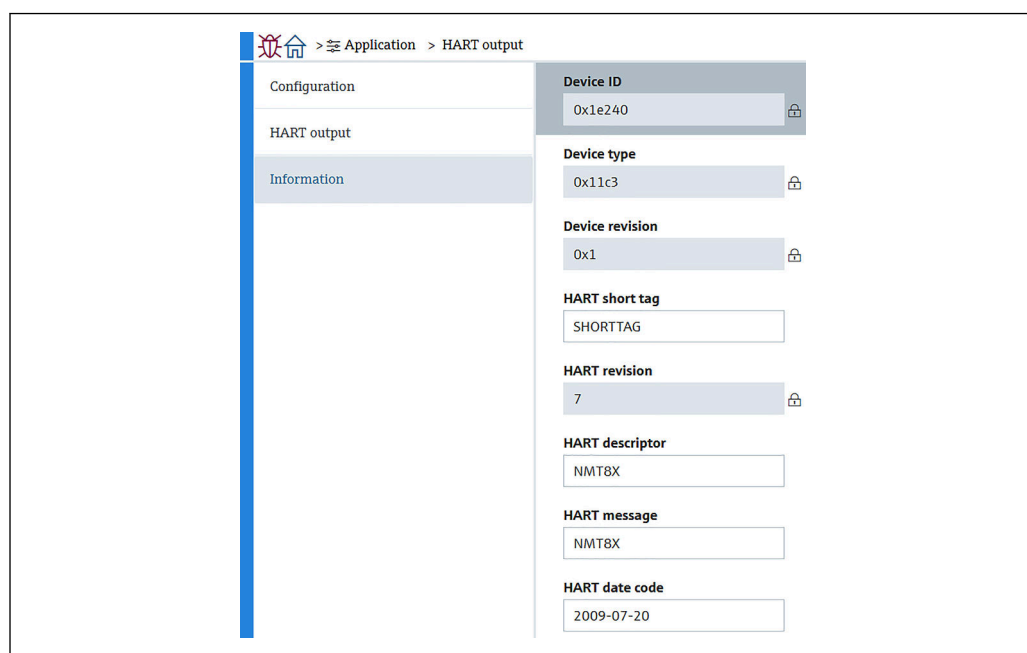 > Application > HART output
Configuration
HART output
Information
Device ID
0x1e240
Device type
0x11c3
Device revision
0x1
HART short tag
SHORTTAG
HART revision
7
HART descriptor
NMT8X
HART message
NMT8X
HART date code
2009-07-20